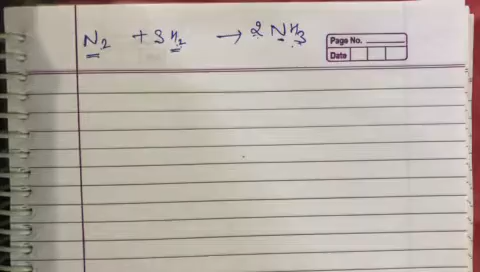 N₂ + 3H₂ → 2NH₃
Page No.
Date